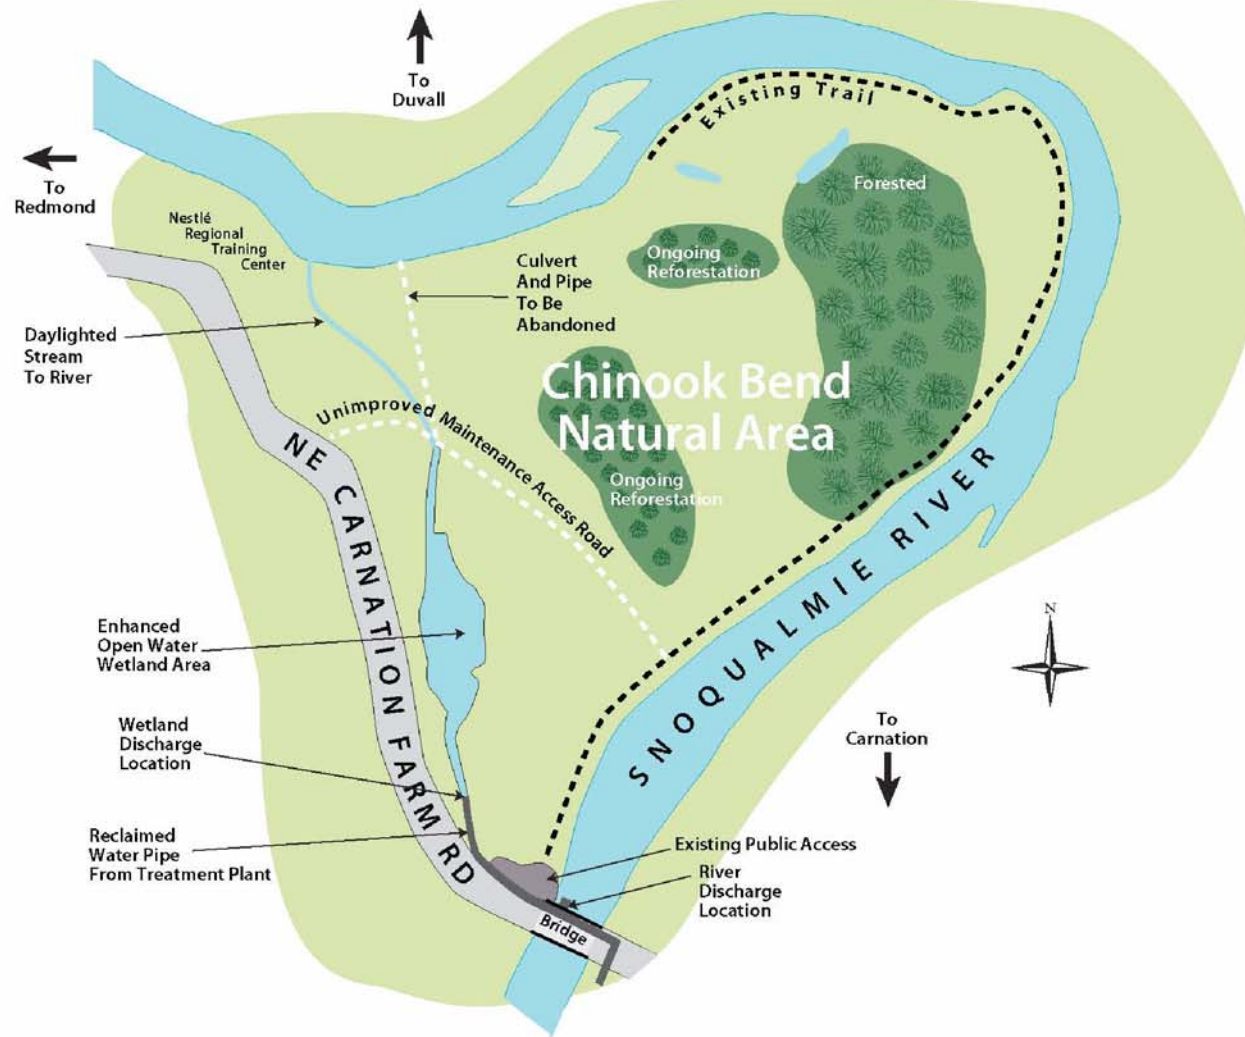 To
Duvall
To
Redmond
Existing Trail
Forested
Nestlé
Regional
Training
Center
Ongoing
Reforestation
Culvert
And Pipe
To Be
Abandoned
Daylighted
Stream
To River
Chinook Bend
Natural Area
Unimproved Maintenance Access Road
Ongoing
Reforestation
NE CARNATION FARM RD
SNOQUALMIE RIVER
N
Enhanced
Open Water
Wetland Area
To
Carnation
Wetland
Discharge
Location
Reclaimed
Water Pipe
From Treatment Plant
Existing Public Access
River
Discharge
Location
Bridge